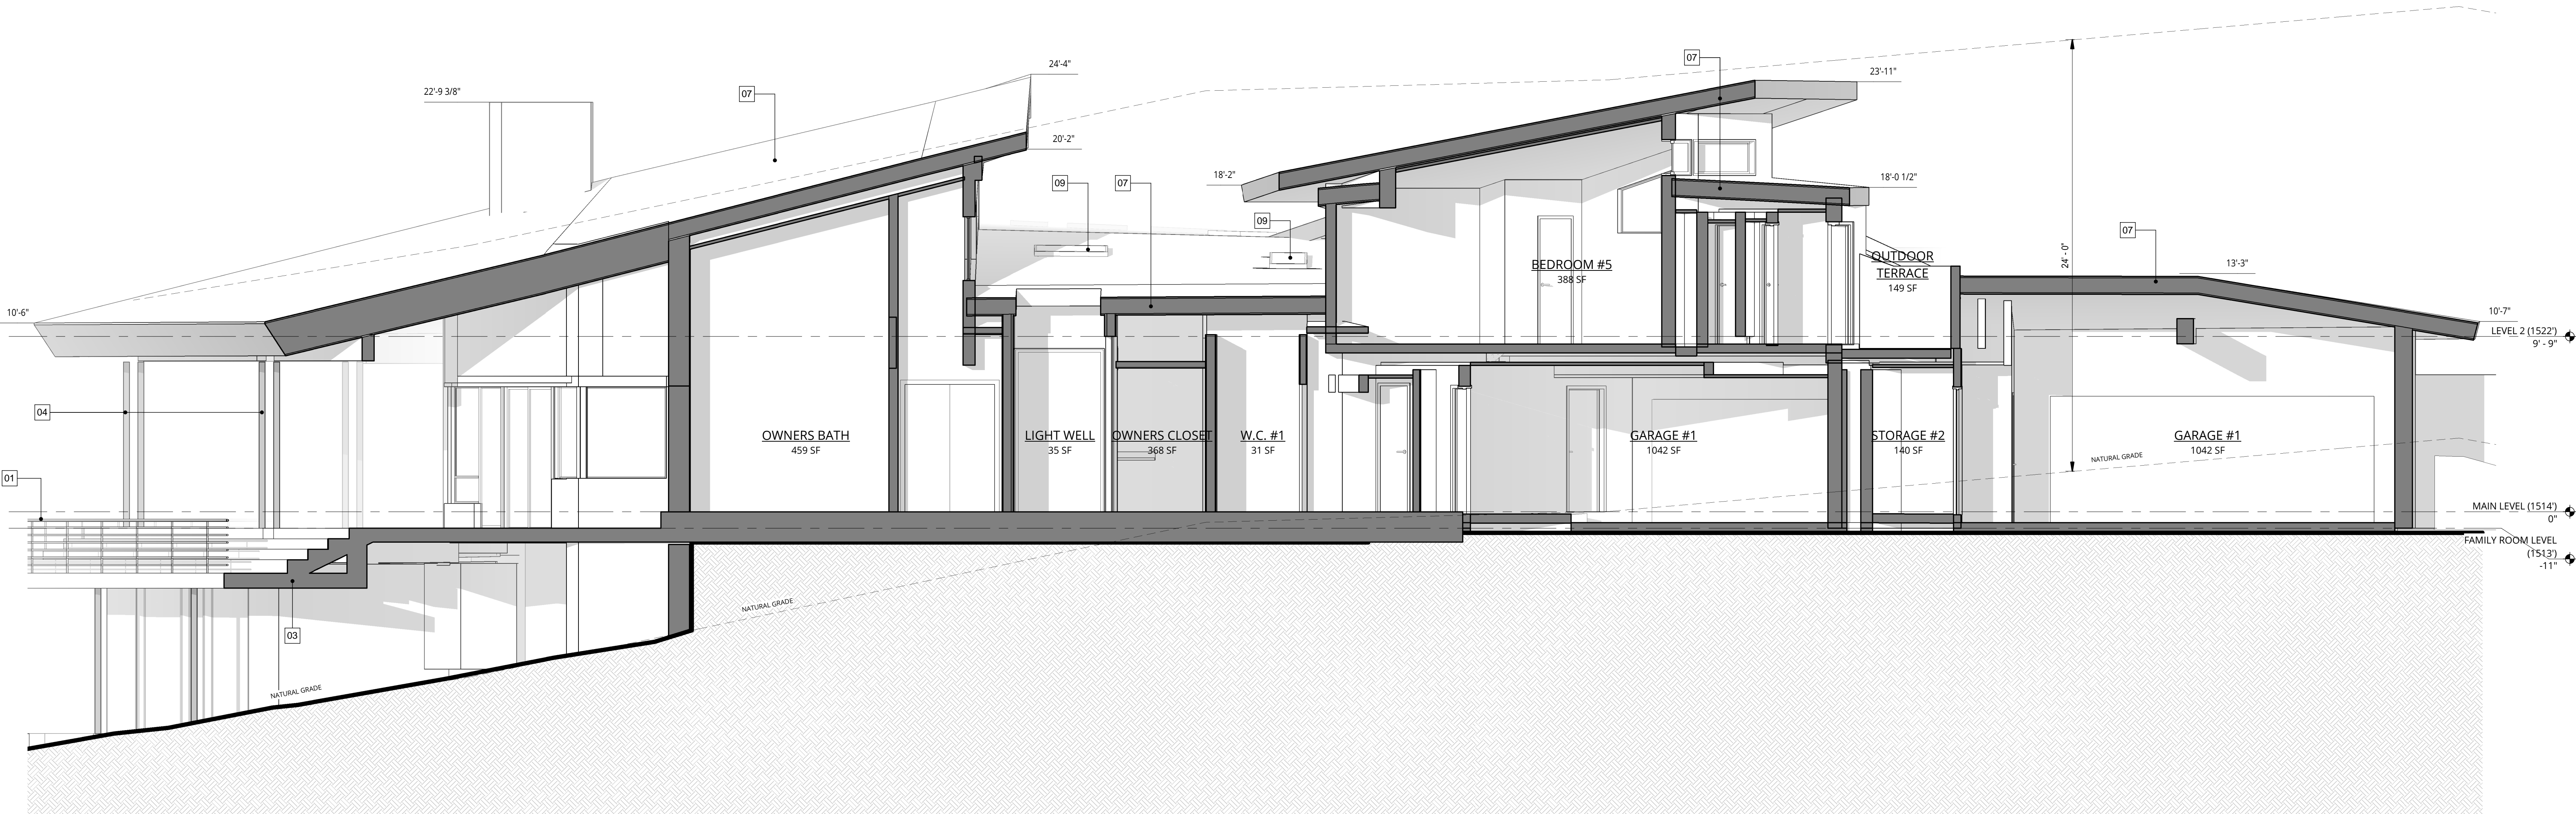 07
23'-11"
24'-4"
22'-9 3/8"
07
20'-2"
18'-2"
09
07
18'-0 1/2"
09
07
24' - 0"
OUTDOOR
TERRACE
149 SF
BEDROOM #5
388 SF
13'-3"
10'-6"
10'-7"
LEVEL 2 (1522')
9' - 9"
04
OWNERS BATH
459 SF
LIGHT WELL
35 SF
OWNERS CLOSET
368 SF
W.C. #1
31 SF
GARAGE #1
1042 SF
STORAGE #2
140 SF
GARAGE #1
1042 SF
NATURAL GRADE
01
MAIN LEVEL (1514')
0"
FAMILY ROOM LEVEL
(1513')
-11"
03
NATURAL GRADE
NATURAL GRADE